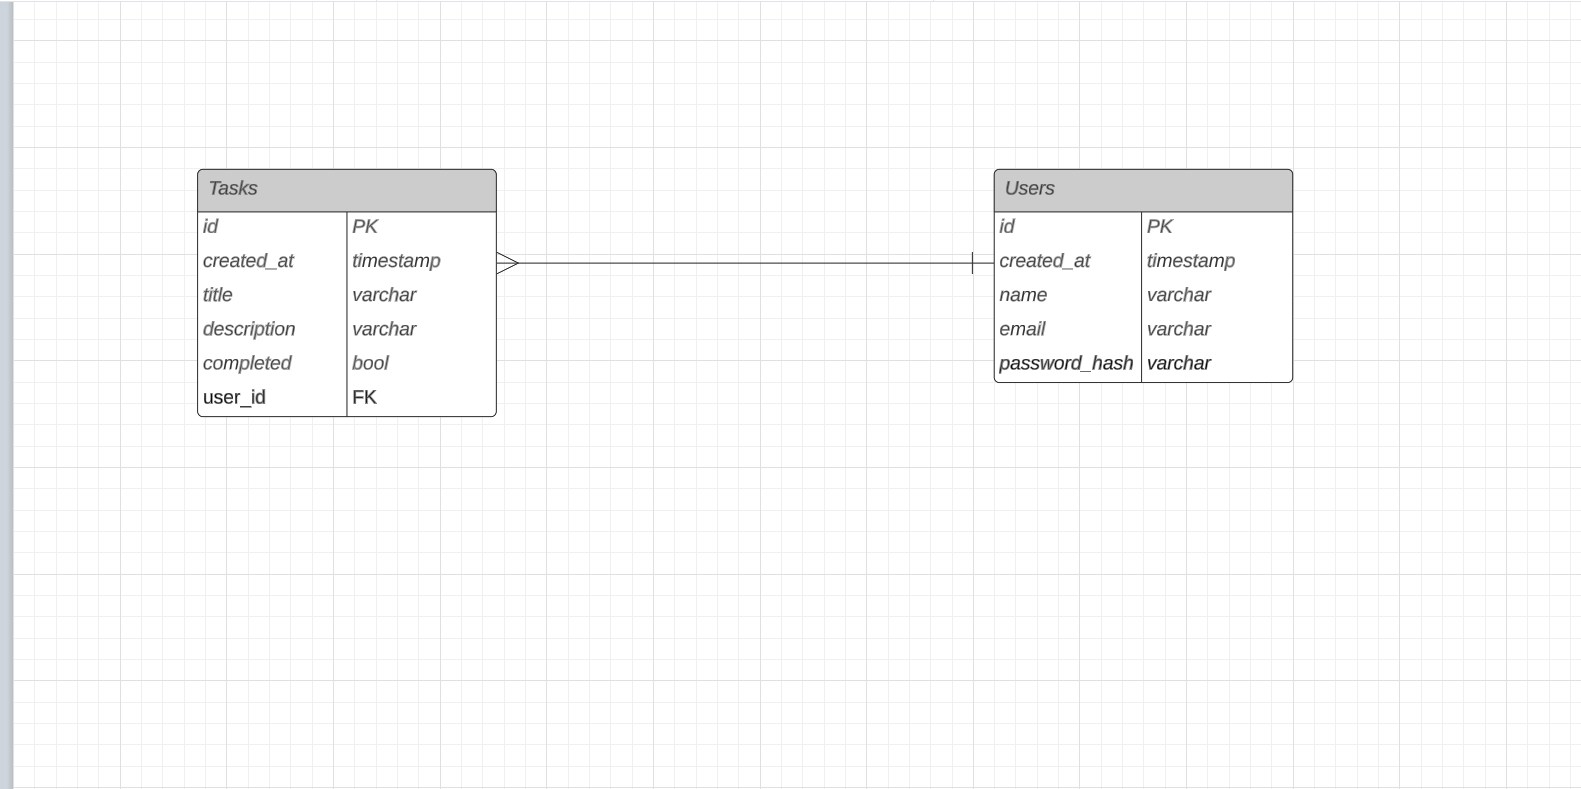 Tasks
id PK
created_at timestamp
title varchar
description varchar
completed bool
user_id FK
Users
id PK
created_at timestamp
name varchar
email varchar
password_hash varchar